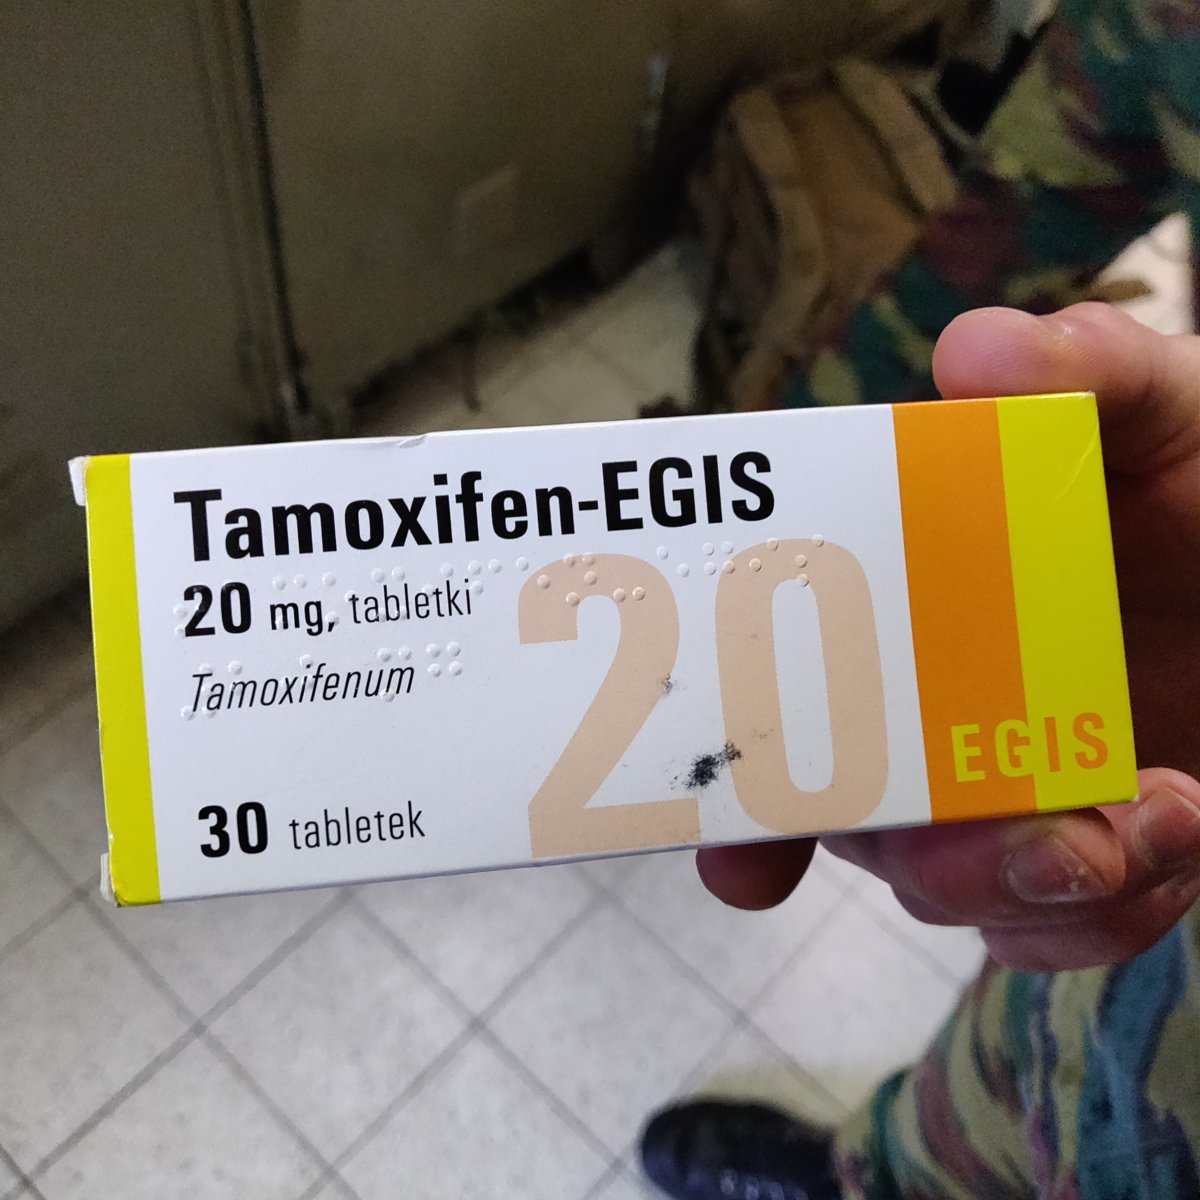 Tamoxifen-EGIS
20 mg, tabletki
Tamoxifenum
20
30 tabletek
EGIS